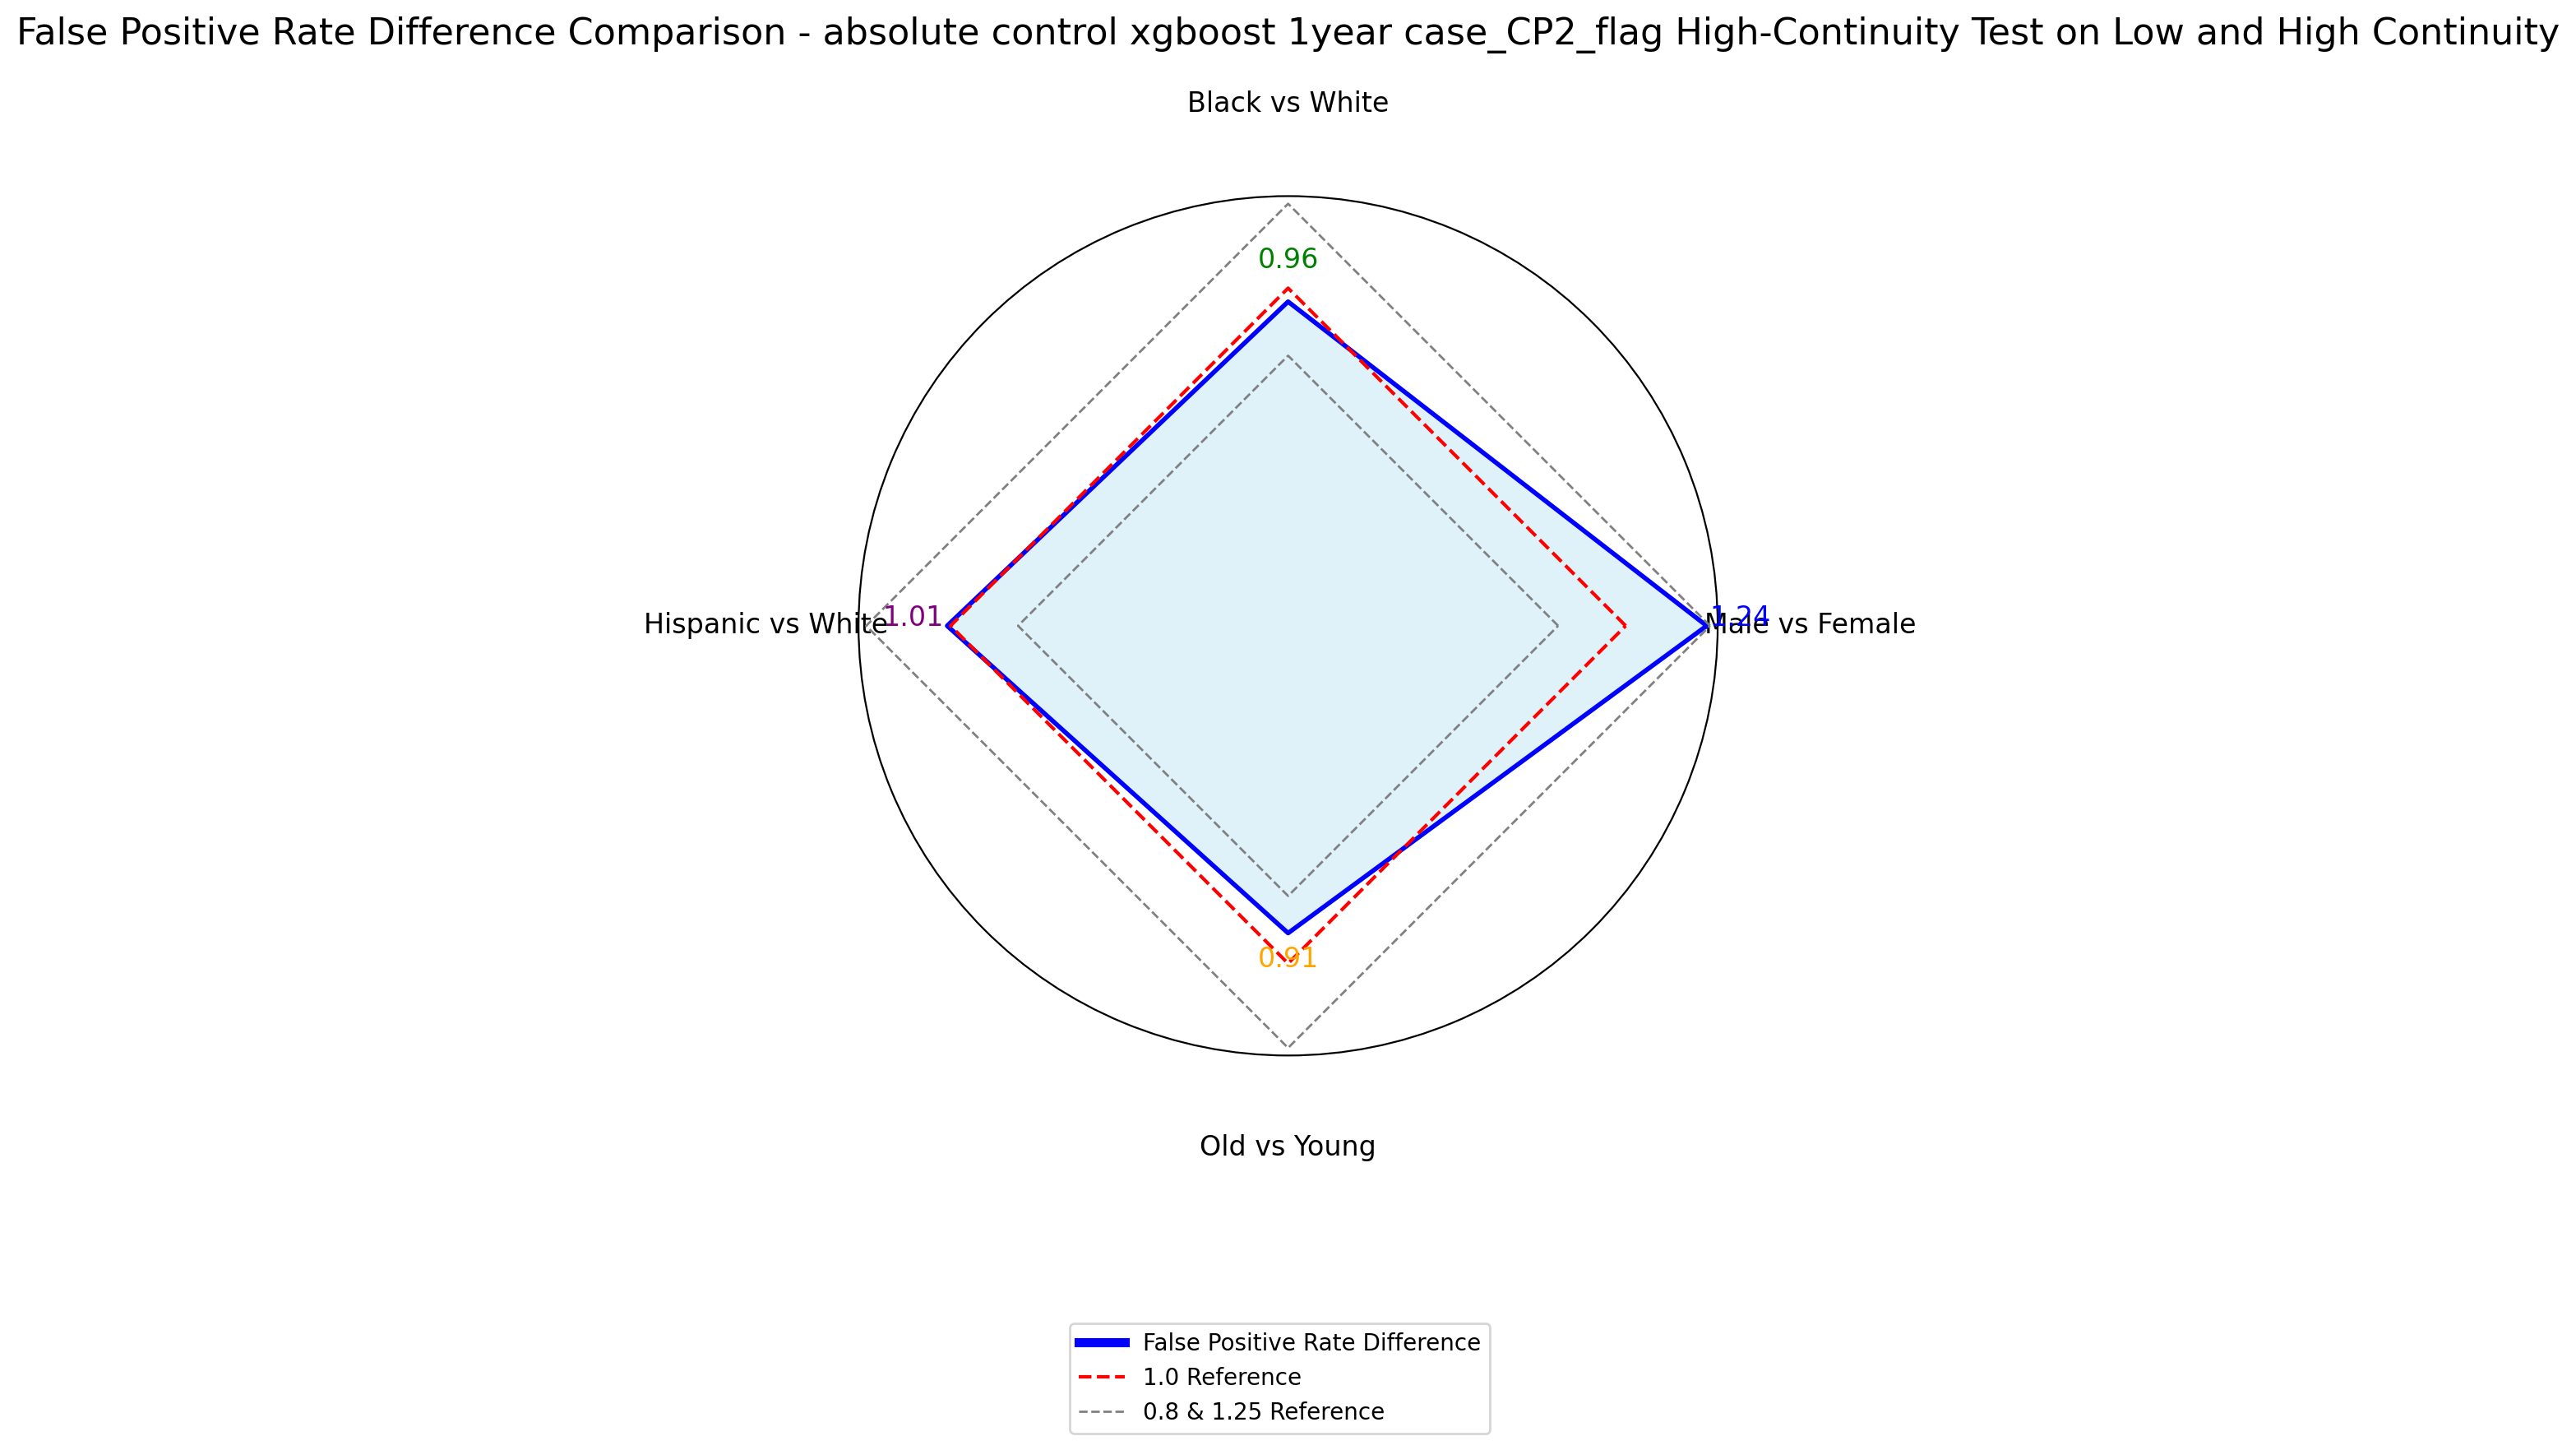 False Positive Rate Difference Comparison - absolute control xgboost 1year case_CP2_flag High-Continuity Test on Low and High Continuity
Black vs White
0.96
Hispanic vs White
1.01
1.24
Male vs Female
0.91
Old vs Young
False Positive Rate Difference
1.0 Reference
0.8 & 1.25 Reference